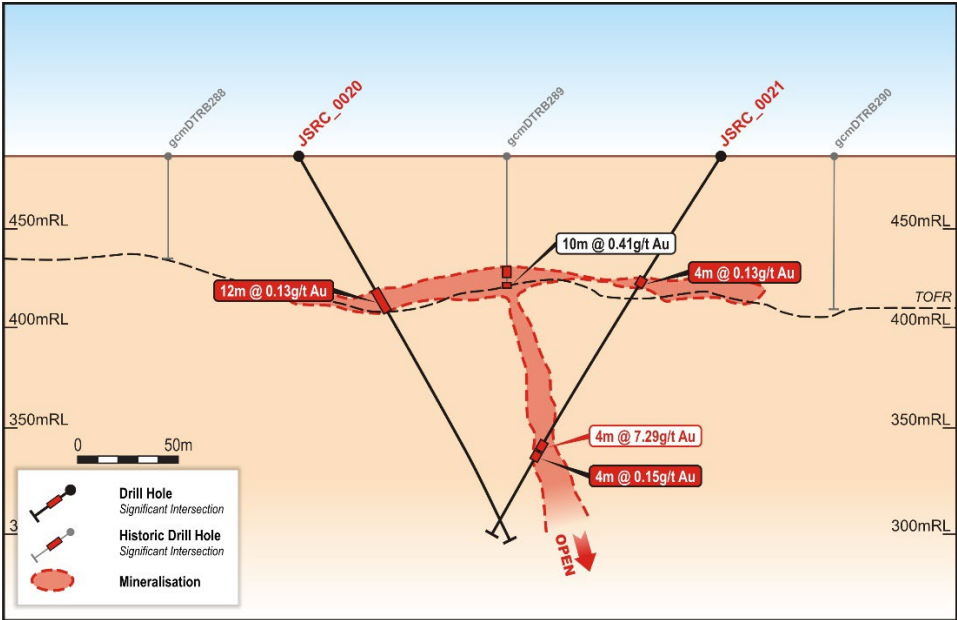 gcmDTRB288
JSRC_0020
gcmDTRB289
JSRC_0021
gcmDTRB290
450mRL
450mRL
10m @ 0.41g/t Au
4m @ 0.13g/t Au
12m @ 0.13g/t Au
TOFR
400mRL
400mRL
350mRL
350mRL
4m @ 7.29g/t Au
0 50m
4m @ 0.15g/t Au
Drill Hole
Significant Intersection
3
300mRL
Historic Drill Hole
Significant Intersection
OPEN
Mineralisation